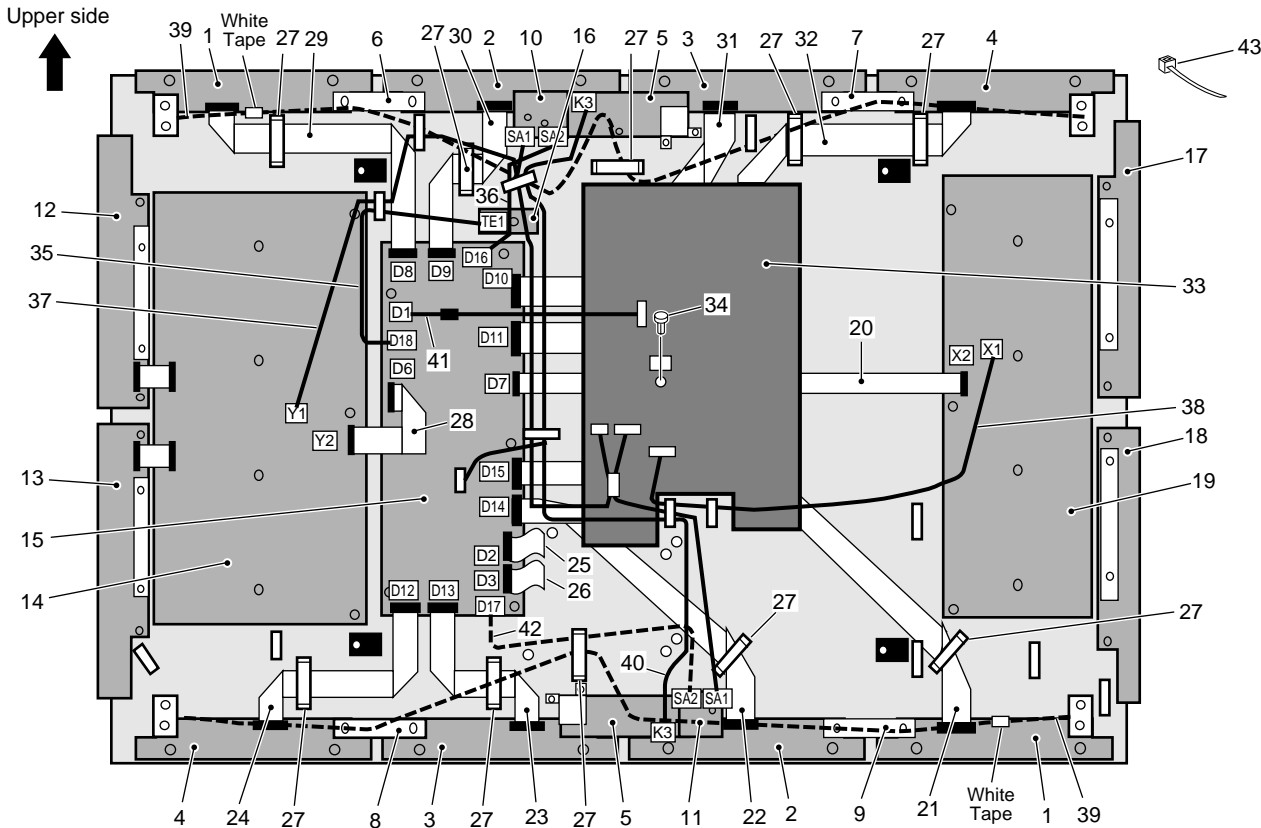 Upper side
39
1
White
Tape
27
29
6
27
30
2
10
16
27
5
3
31
27
32
7
27
4
43
K3
SA1
SA2
17
12
36
TE1
D16
35
D8
D9
D10
33
37
D1
34
D11
20
D18
41
X2
X1
D6
D7
Y1
28
38
Y2
18
13
D15
19
D14
15
D2
25
D3
26
14
D12
D13
D17
42
27
27
40
SA2
SA1
K3
4
24
27
8
3
27
23
27
5
11
22
2
9
21
White
Tape
1
39